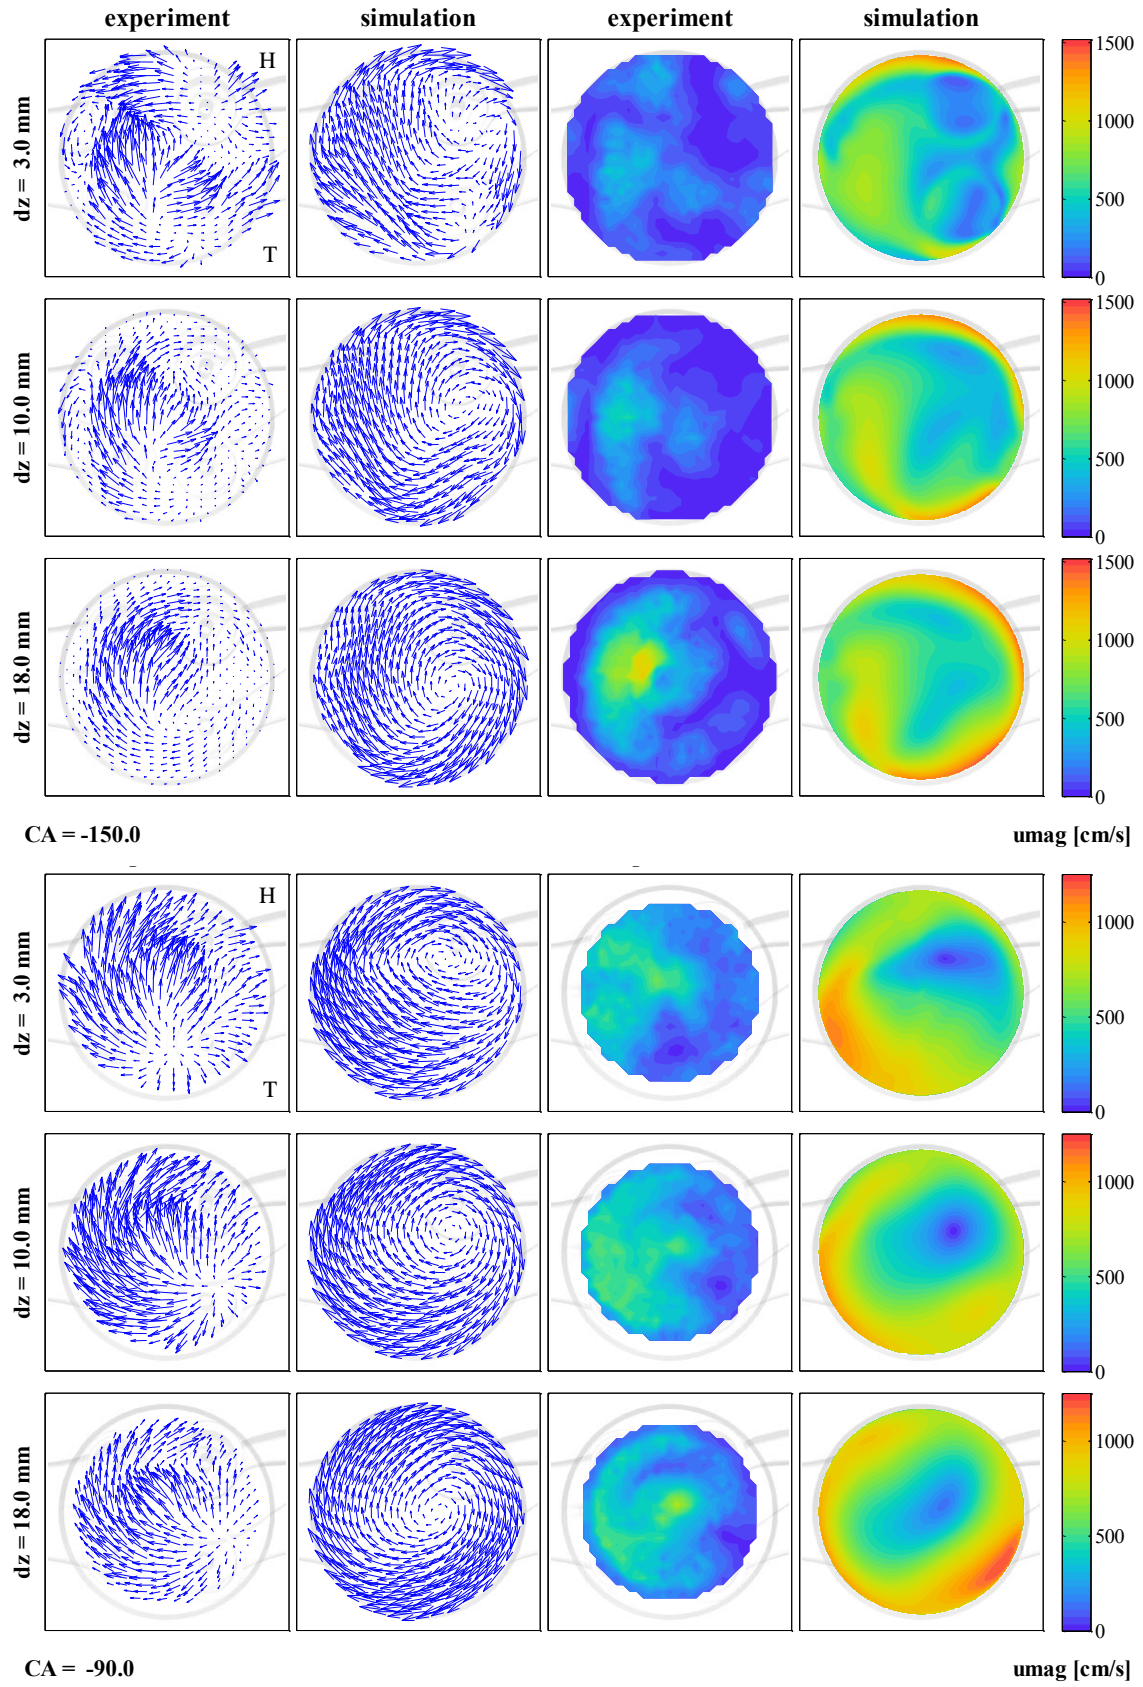 experiment simulation experiment simulation
H
T
dz = 3.0 mm
1500
1000
500
0
dz = 10.0 mm
1500
1000
500
0
dz = 18.0 mm
1500
1000
500
0
CA = -150.0 umag [cm/s]
H
T
dz = 3.0 mm
1000
500
0
dz = 10.0 mm
1000
500
0
dz = 18.0 mm
1000
500
0
CA = -90.0 umag [cm/s]